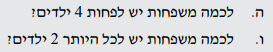 ה. לכמה משפחות יש לפחות 4 ילדים?
ו. לכמה משפחות יש לכל היותר 2 ילדים?